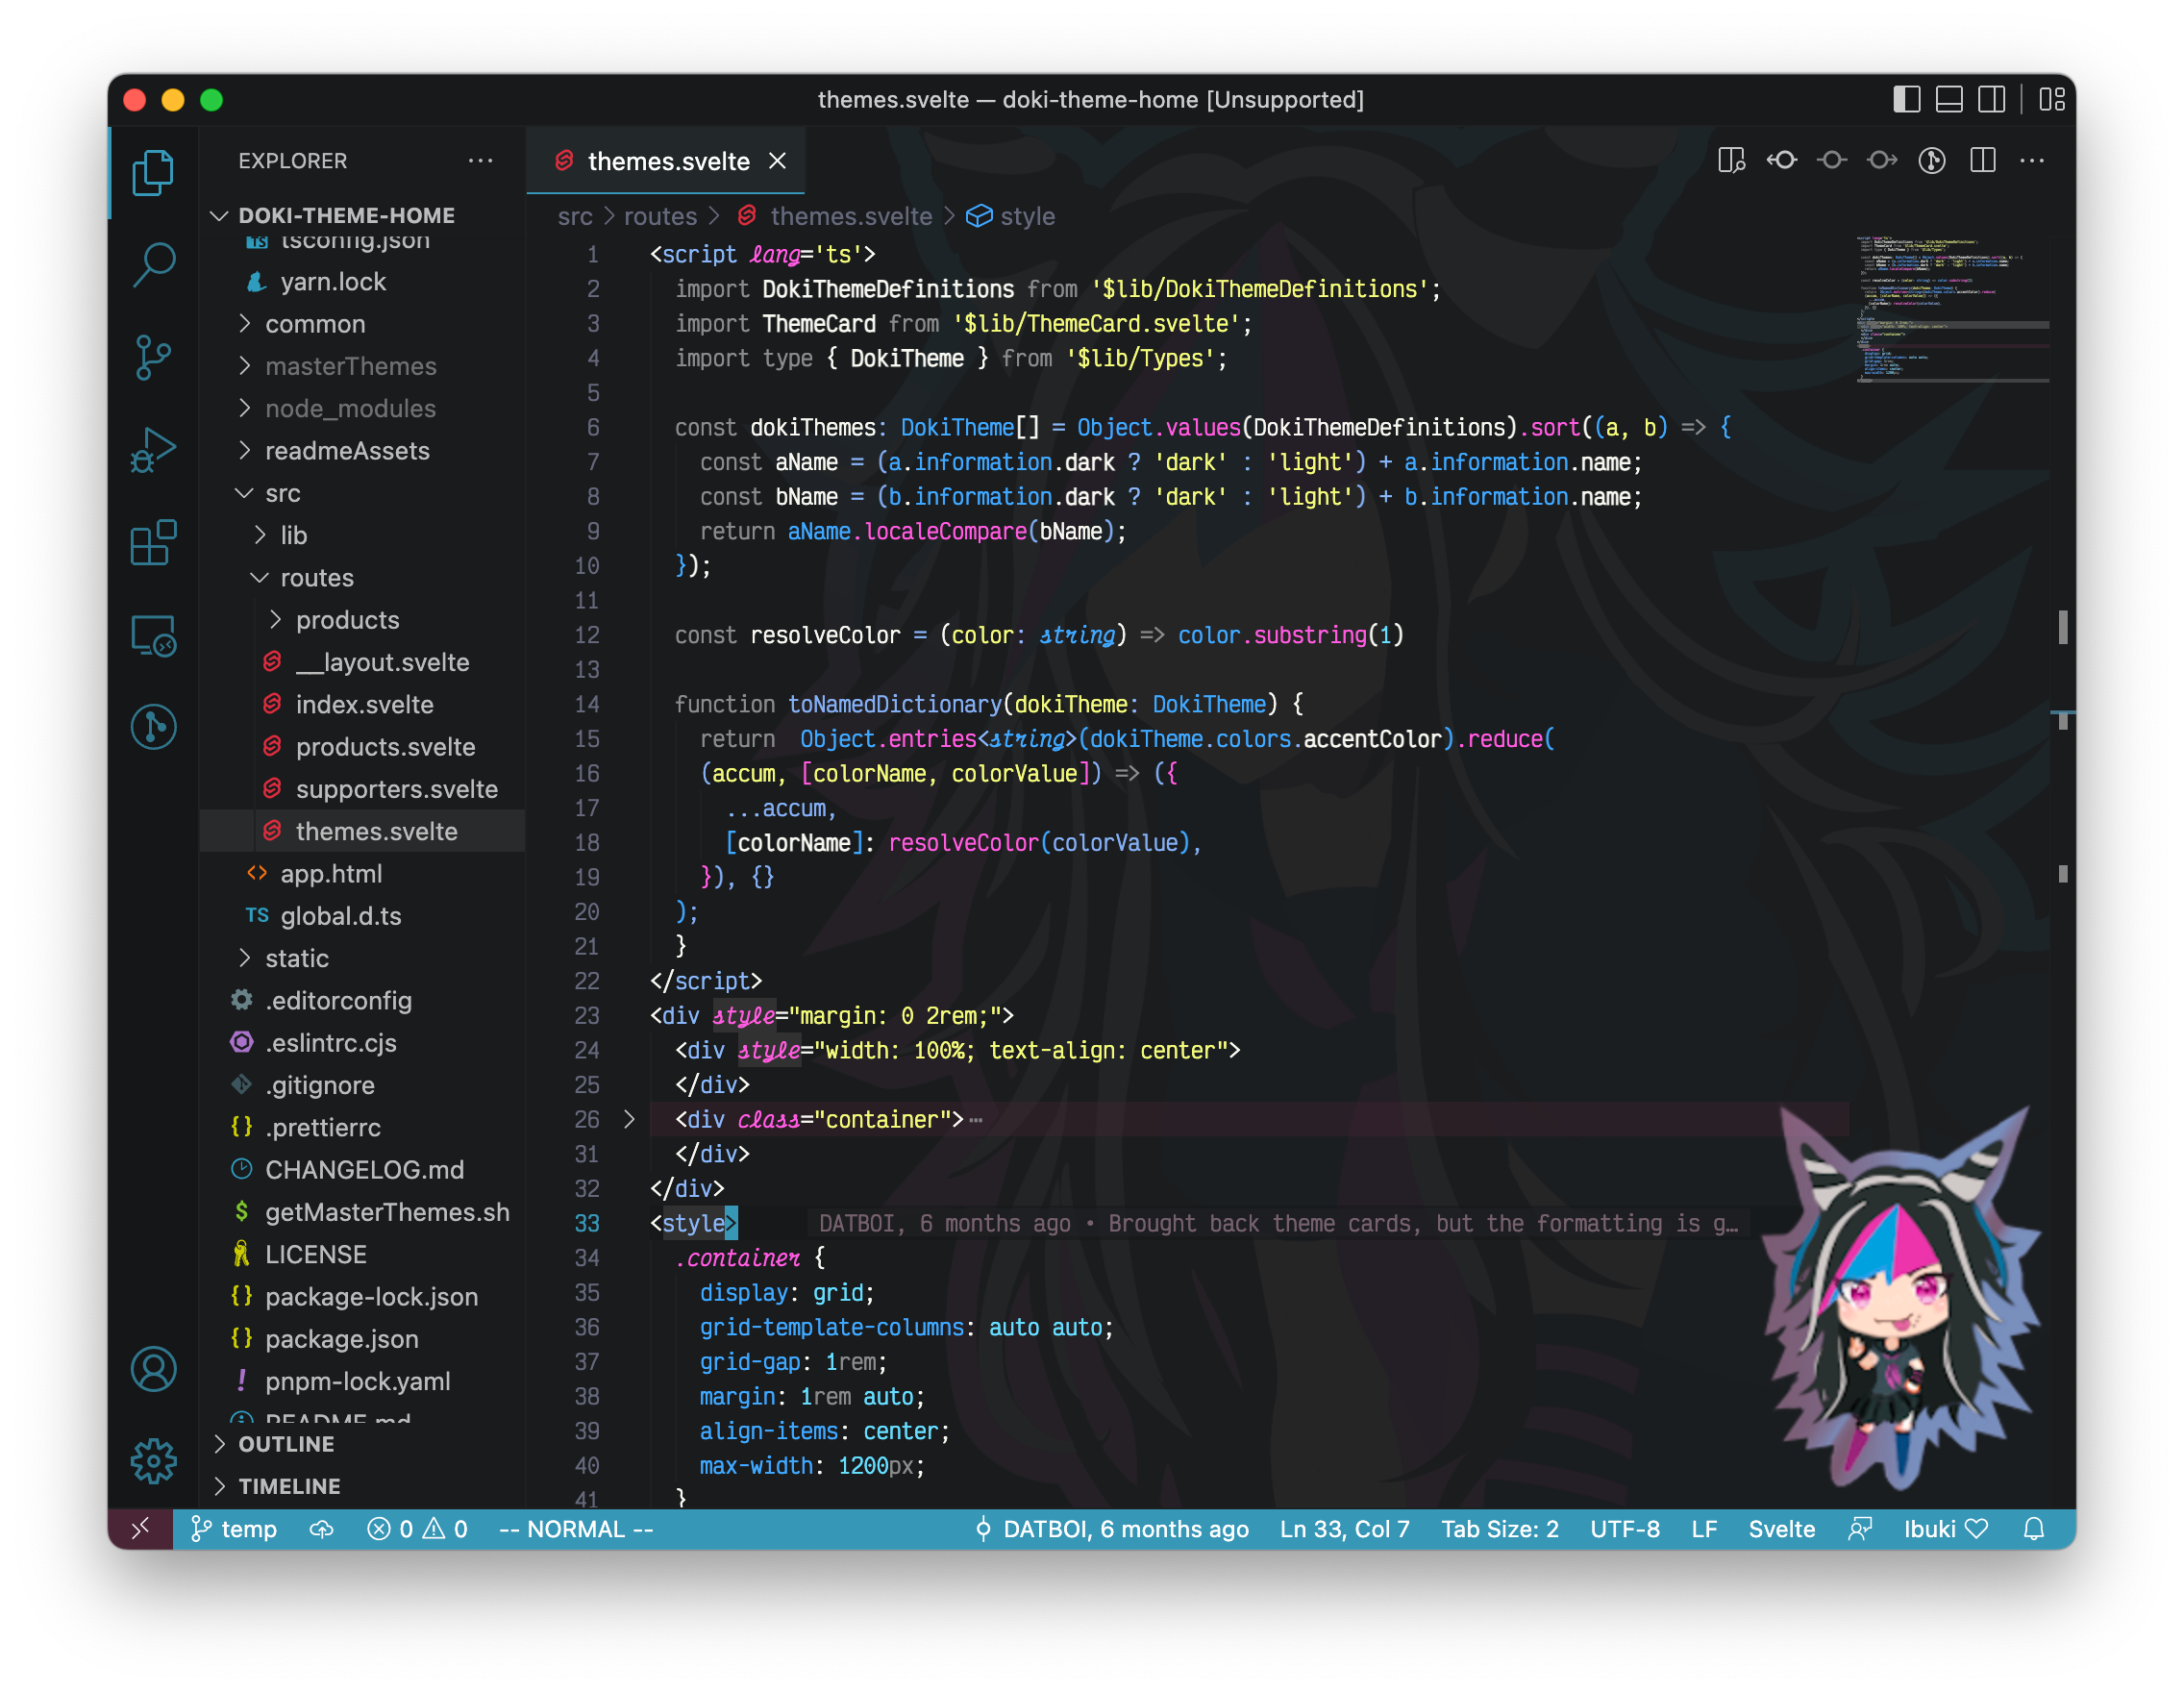 themes.svelte — doki-theme-home [Unsupported]
EXPLORER
DOKI-THEME-HOME
tsconfig.json
yarn.lock
common
masterThemes
node_modules
readmeAssets
src
lib
routes
products
__layout.svelte
index.svelte
products.svelte
supporters.svelte
themes.svelte
app.html
TS global.d.ts
static
.editorconfig
.eslintrc.cjs
.gitignore
{} .prettierrc
CHANGELOG.md
$ getMasterThemes.sh
LICENSE
{} package-lock.json
{} package.json
! pnpm-lock.yaml
README.md
OUTLINE
TIMELINE
themes.svelte
src > routes > themes.svelte > style
1 <script lang='ts'>
2 import DokiThemeDefinitions from '$lib/DokiThemeDefinitions';
3 import ThemeCard from '$lib/ThemeCard.svelte';
4 import type { DokiTheme } from '$lib/Types';
5
6 const dokiThemes: DokiTheme[] = Object.values(DokiThemeDefinitions).sort((a, b) => {
7 const aName = (a.information.dark ? 'dark' : 'light') + a.information.name;
8 const bName = (b.information.dark ? 'dark' : 'light') + b.information.name;
9 return aName.localeCompare(bName);
10 });
11
12 const resolveColor = (color: string) => color.substring(1)
13
14 function toNamedDictionary(dokiTheme: DokiTheme) {
15 return  Object.entries<string>(dokiTheme.colors.accentColor).reduce(
16 (accum, [colorName, colorValue]) => ({
17 ...accum,
18 [colorName]: resolveColor(colorValue),
19 }), {}
20 );
21 }
22 </script>
23 <div style="margin: 0 2rem;">
24 <div style="width: 100%; text-align: center">
25 </div>
26 <div class="container">…
31 </div>
32 </div>
33 <style> DATBOI, 6 months ago • Brought back theme cards, but the formatting is g…
34 .container {
35 display: grid;
36 grid-template-columns: auto auto;
37 grid-gap: 1rem;
38 margin: 1rem auto;
39 align-items: center;
40 max-width: 1200px;
41 }
temp 0 0 -- NORMAL -- DATBOI, 6 months ago Ln 33, Col 7 Tab Size: 2 UTF-8 LF Svelte Ibuki ♡